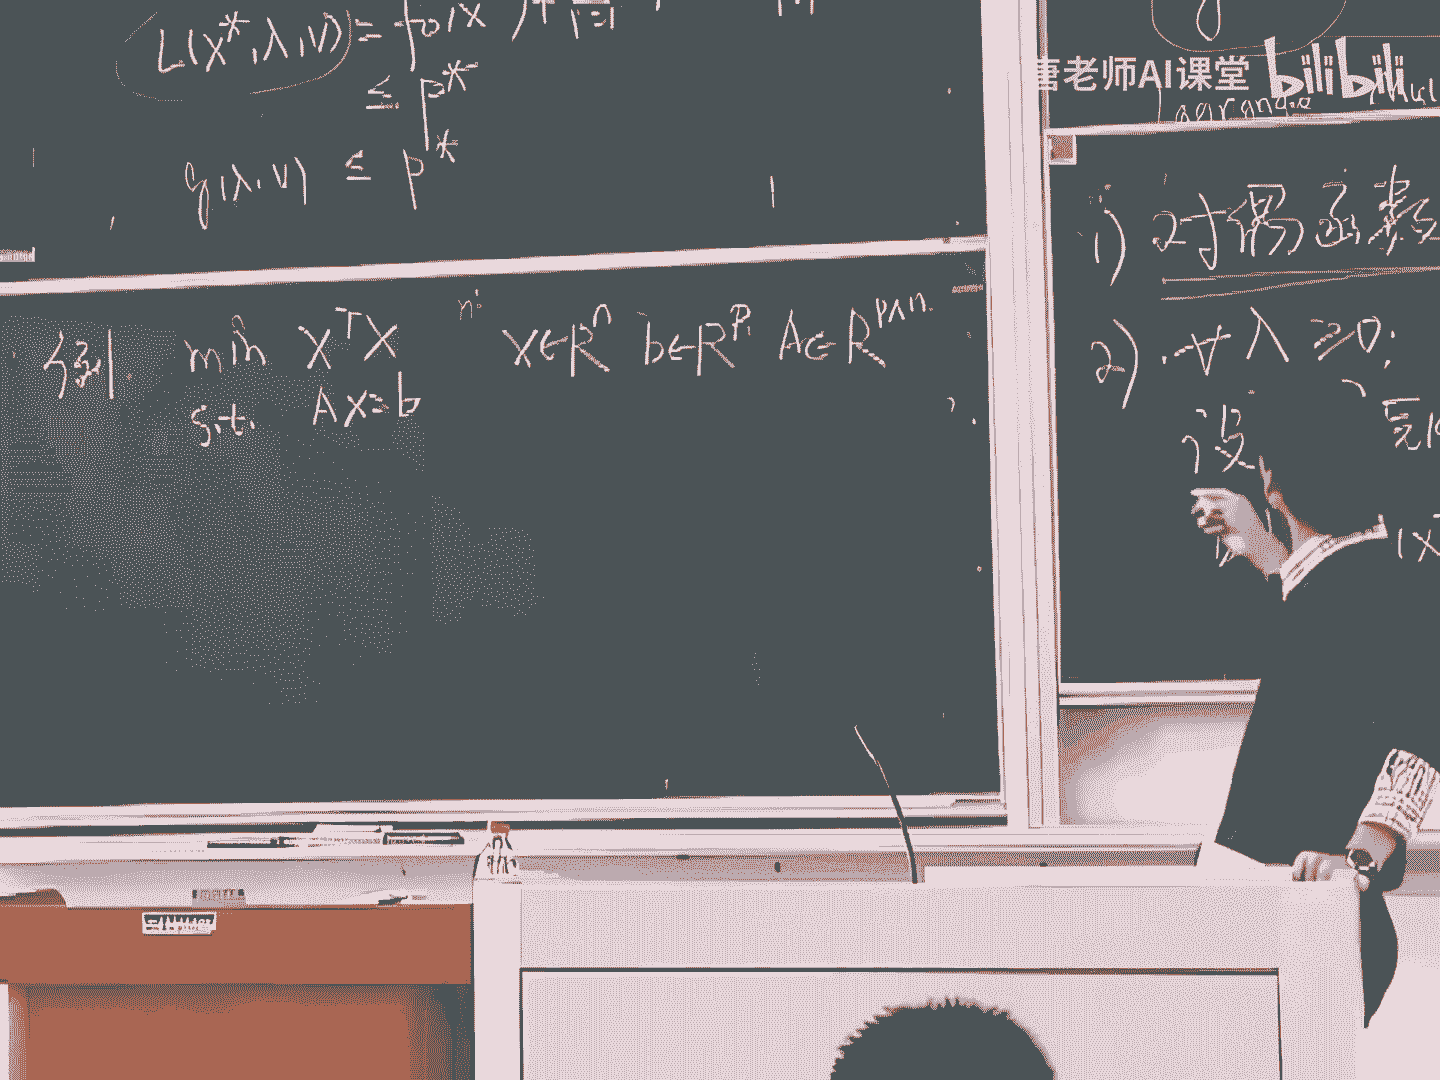 L(x*,λ,ν) = f₀(x
≤ p*
g(λ,ν) ≤ p*
例 min xᵀx x∈Rⁿ b∈Rᵖ A∈Rᵖˣⁿ
s.t. Ax=b
唐老师AI课堂 bilibili
Lagrange
1) 对偶函数
2) ∀ λ ≥0;
设